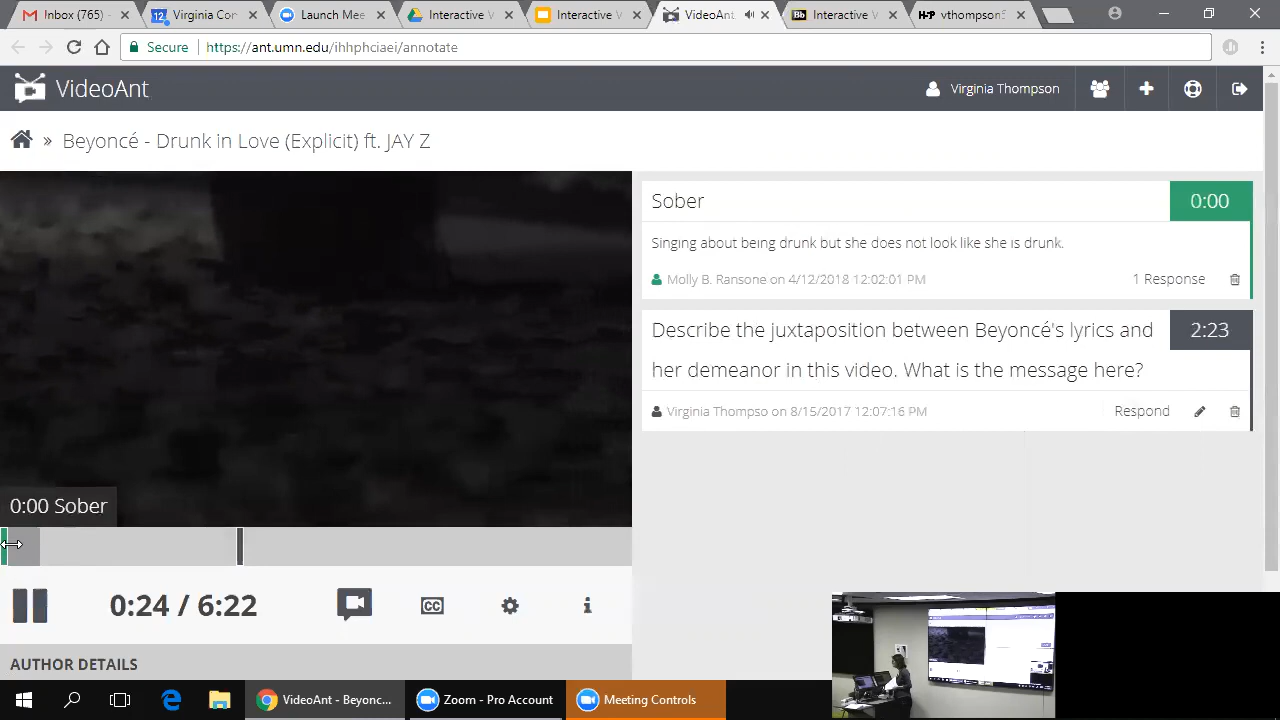 Inbox (765) -
Virginia Con
Launch Mee
Interactive V
Interactive V
VideoAnt
Bb
Interactive V
H-P
vthompson:
Secure
https://ant.umn.edu/ihhphciaei/annotate
VideoAnt
Virginia Thompson
» Beyoncé - Drunk in Love (Explicit) ft. JAY Z
Sober
0:00
Singing about being drunk but she does not look like she is drunk.
Molly B. Ransone on 4/12/2018 12:02:01 PM
1 Response
Describe the juxtaposition between Beyoncé's lyrics and
her demeanor in this video. What is the message here?
2:23
Virginia Thompso on 8/15/2017 12:07:16 PM
Respond
0:00 Sober
0:24 / 6:22
CC
AUTHOR DETAILS
VideoAnt - Beyonc...
Zoom - Pro Account
Meeting Controls